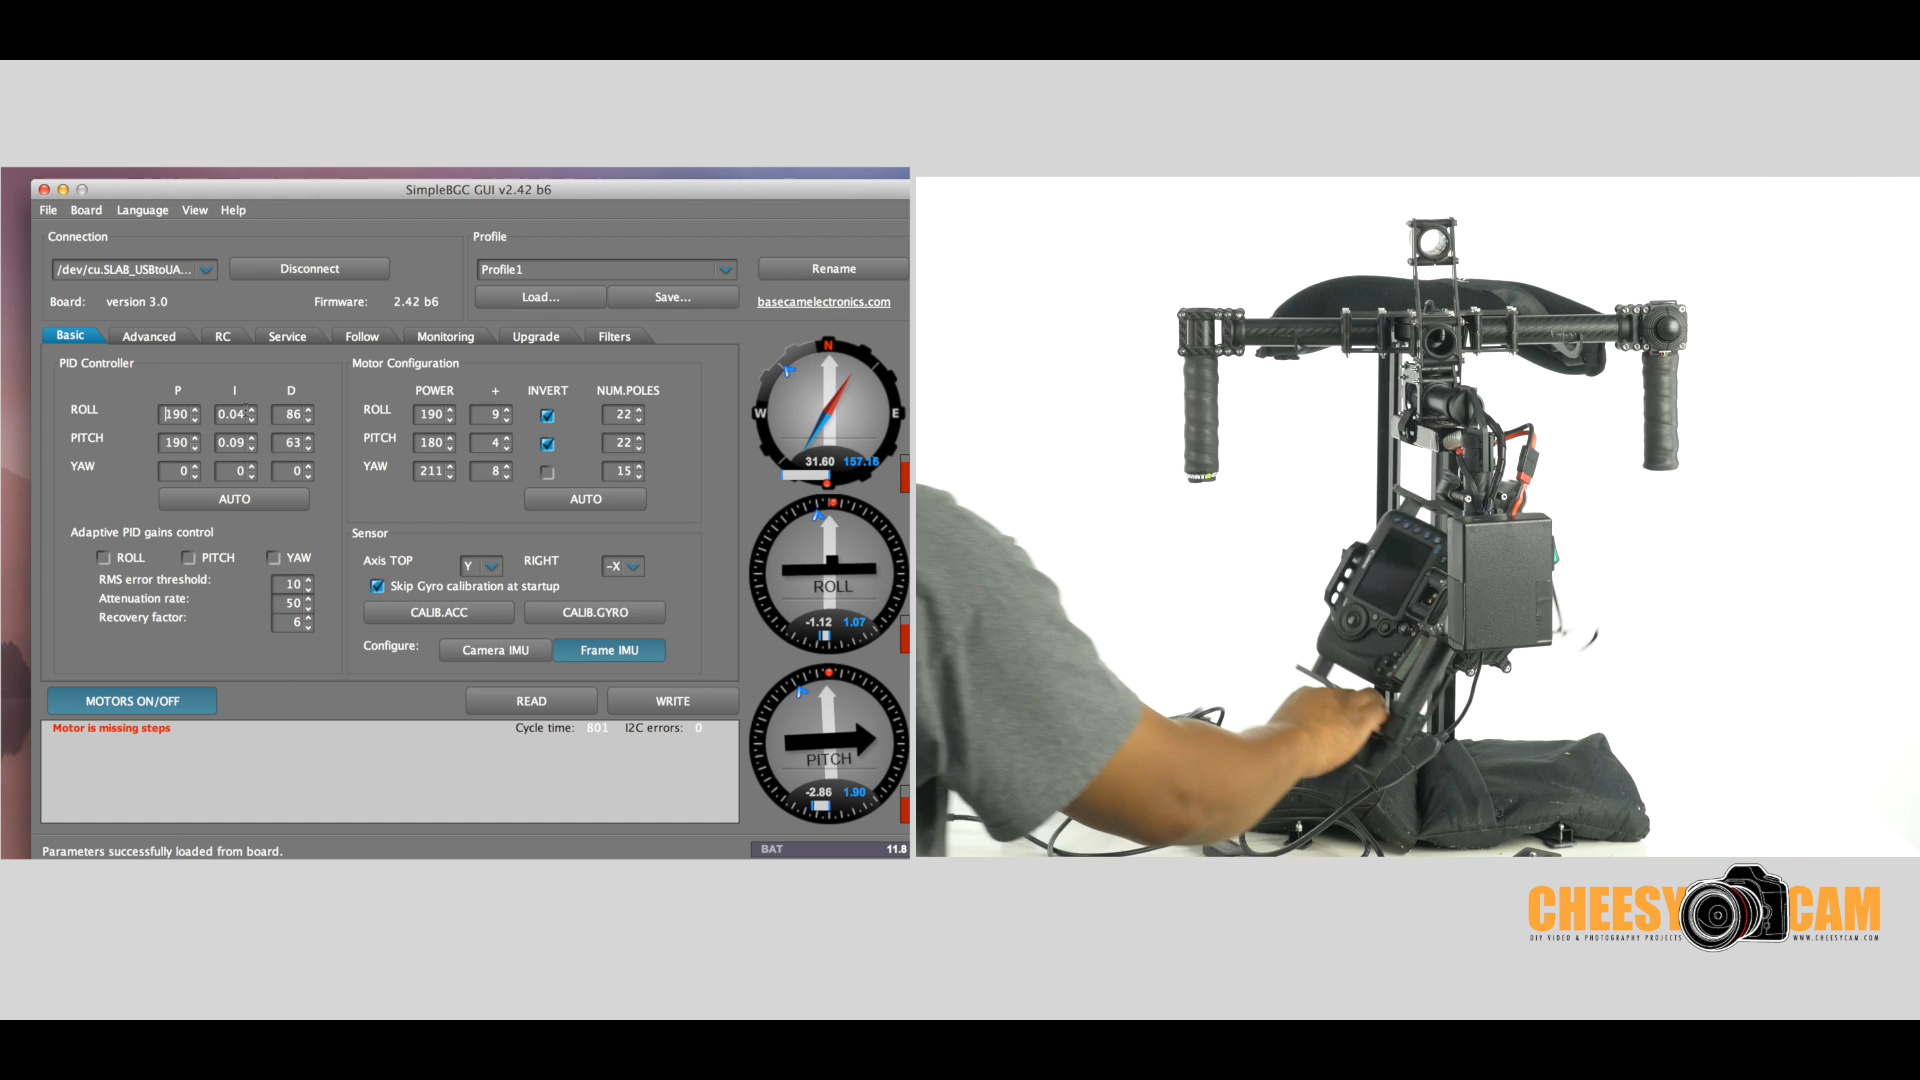 SimpleBGC GUI v2.42 b6
File Board Language View Help
Connection
Profile
/dev/cu.SLAB_USBtoUA... Disconnect
Profile1 Rename
Board: version 3.0 Firmware: 2.42 b6
Load... Save... basecamelectronics.com
Basic Advanced RC Service Follow Monitoring Upgrade Filters
PID Controller
P I D
ROLL 190 0.04 86
PITCH 190 0.09 63
YAW 0 0 0
AUTO
Adaptive PID gains control
ROLL PITCH YAW
RMS error threshold: 10
Attenuation rate: 50
Recovery factor: 6
Motor Configuration
POWER + INVERT NUM.POLES
ROLL 190 9 22
PITCH 180 4 22
YAW 211 8 15
AUTO
Sensor
Axis TOP Y RIGHT -X
Skip Gyro calibration at startup
CALIB.ACC CALIB.GYRO
Configure: Camera IMU Frame IMU
MOTORS ON/OFF READ WRITE
Motor is missing steps Cycle time: 801 I2C errors: 0
N
W E
31.60 157.16
ROLL
-1.12 1.07
PITCH
-2.86 1.90
Parameters successfully loaded from board.
BAT 11.8
CHEESYCAM
DIY VIDEO & PHOTOGRAPHY PROJECTS WWW.CHEESYCAM.COM